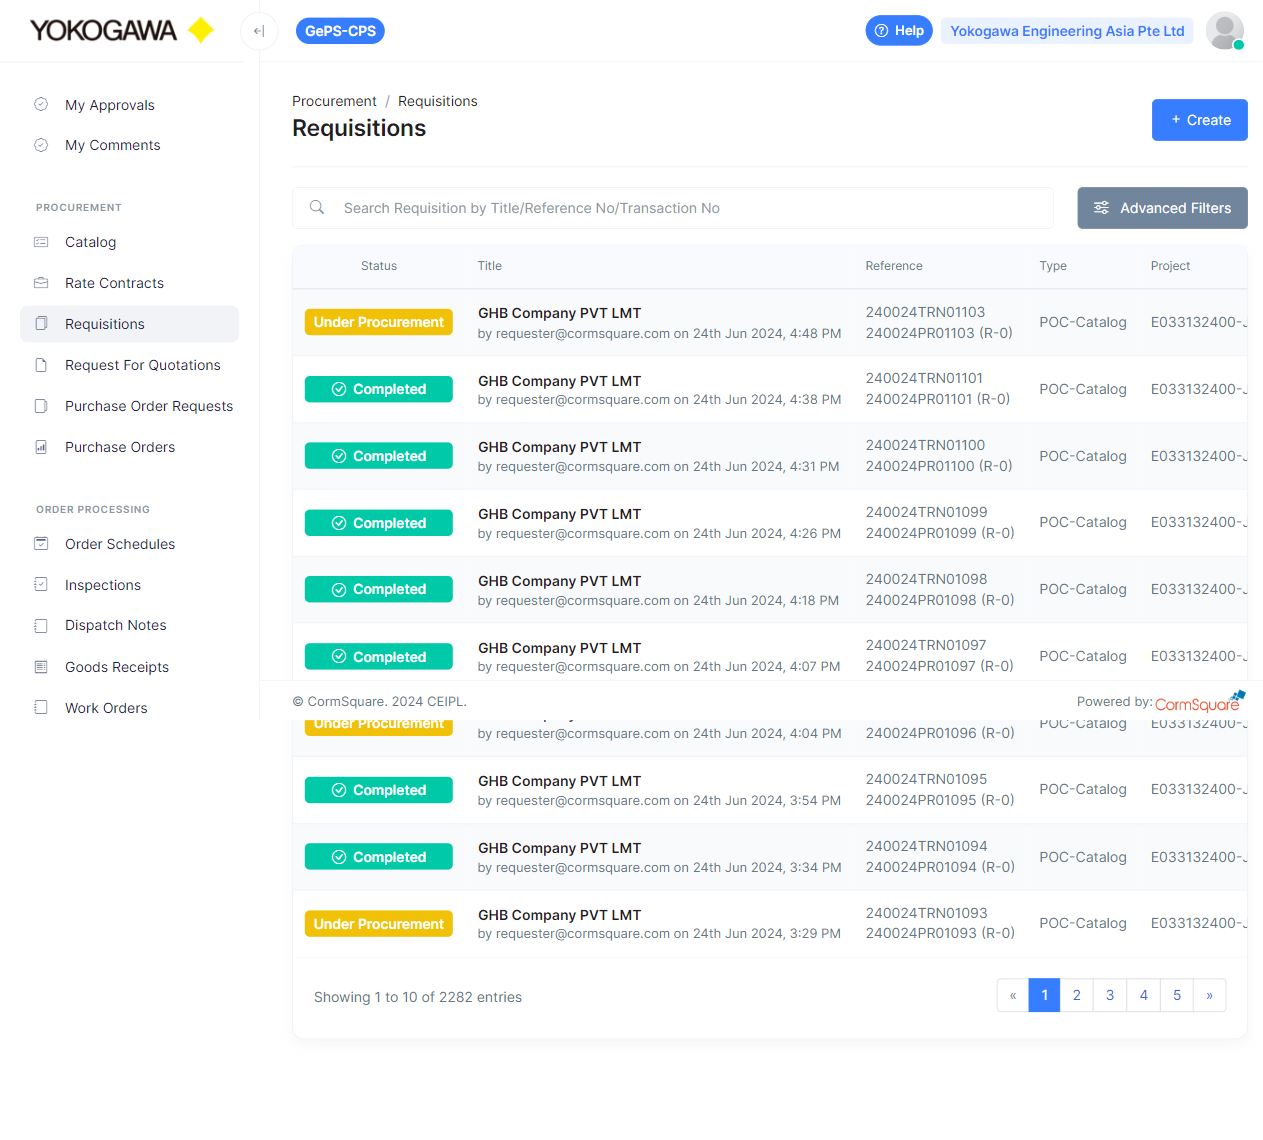 YOKOGAWA
GePS-CPS
Help
Yokogawa Engineering Asia Pte Ltd
My Approvals
My Comments
PROCUREMENT
Catalog
Rate Contracts
Requisitions
Request For Quotations
Purchase Order Requests
Purchase Orders
ORDER PROCESSING
Order Schedules
Inspections
Dispatch Notes
Goods Receipts
Work Orders
Procurement / Requisitions
Requisitions
+ Create
Search Requisition by Title/Reference No/Transaction No
Advanced Filters
Status Title Reference Type Project
Under Procurement
GHB Company PVT LMT
by requester@cormsquare.com on 24th Jun 2024, 4:48 PM
240024TRN01103
240024PR01103 (R-0)
POC-Catalog
E033132400-J
Completed
GHB Company PVT LMT
by requester@cormsquare.com on 24th Jun 2024, 4:38 PM
240024TRN01101
240024PR01101 (R-0)
POC-Catalog
E033132400-J
Completed
GHB Company PVT LMT
by requester@cormsquare.com on 24th Jun 2024, 4:31 PM
240024TRN01100
240024PR01100 (R-0)
POC-Catalog
E033132400-J
Completed
GHB Company PVT LMT
by requester@cormsquare.com on 24th Jun 2024, 4:26 PM
240024TRN01099
240024PR01099 (R-0)
POC-Catalog
E033132400-J
Completed
GHB Company PVT LMT
by requester@cormsquare.com on 24th Jun 2024, 4:18 PM
240024TRN01098
240024PR01098 (R-0)
POC-Catalog
E033132400-J
Completed
GHB Company PVT LMT
by requester@cormsquare.com on 24th Jun 2024, 4:07 PM
240024TRN01097
240024PR01097 (R-0)
POC-Catalog
E033132400-J
© CormSquare. 2024 CEIPL.
Powered by: CormSquare
Under Procurement
by requester@cormsquare.com on 24th Jun 2024, 4:04 PM
240024PR01096 (R-0)
POC-Catalog
E033132400-J
Completed
GHB Company PVT LMT
by requester@cormsquare.com on 24th Jun 2024, 3:54 PM
240024TRN01095
240024PR01095 (R-0)
POC-Catalog
E033132400-J
Completed
GHB Company PVT LMT
by requester@cormsquare.com on 24th Jun 2024, 3:34 PM
240024TRN01094
240024PR01094 (R-0)
POC-Catalog
E033132400-J
Under Procurement
GHB Company PVT LMT
by requester@cormsquare.com on 24th Jun 2024, 3:29 PM
240024TRN01093
240024PR01093 (R-0)
POC-Catalog
E033132400-J
Showing 1 to 10 of 2282 entries
« 1 2 3 4 5 »